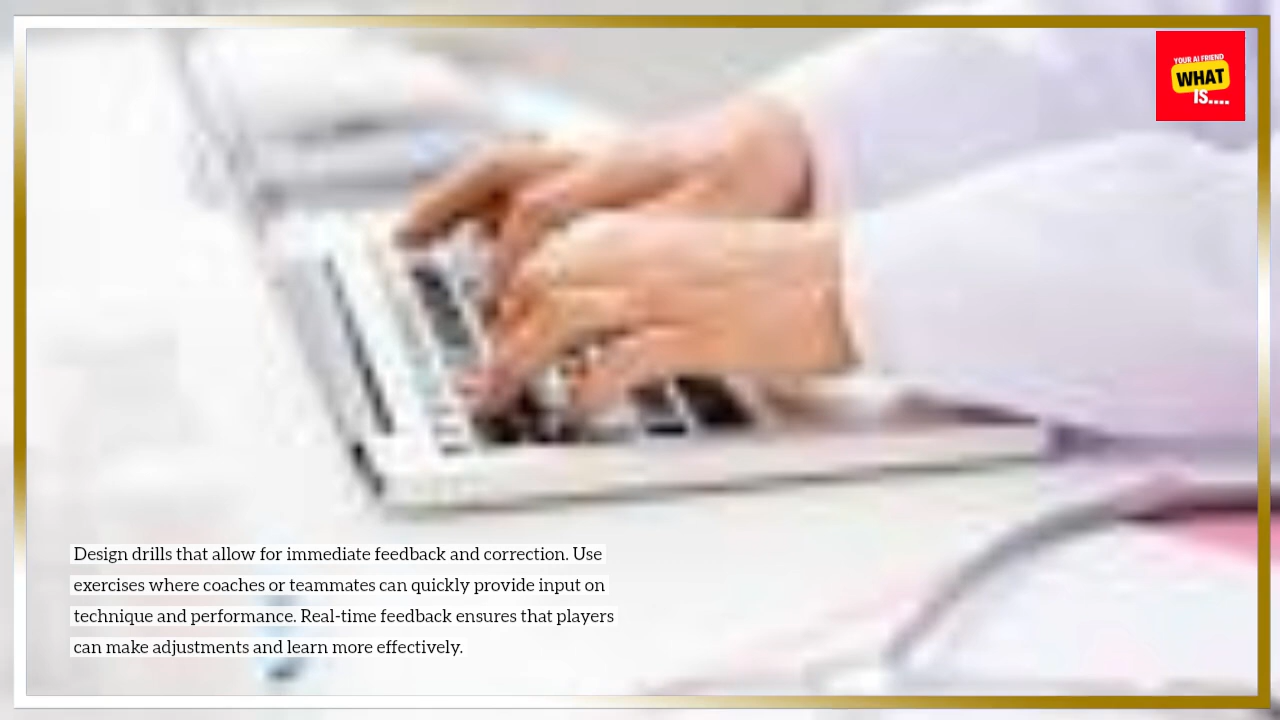 YOUR AI FRIEND
WHAT
IS....
Design drills that allow for immediate feedback and correction. Use
exercises where coaches or teammates can quickly provide input on
technique and performance. Real-time feedback ensures that players
can make adjustments and learn more effectively.